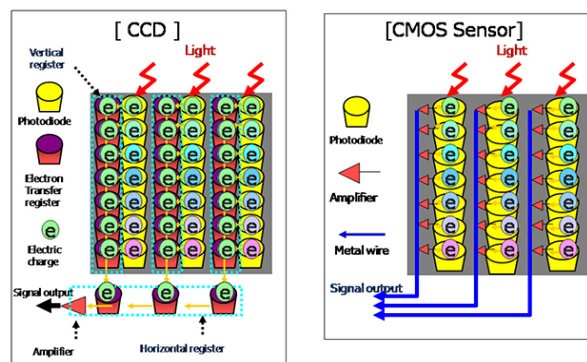 [ CCD ]
Vertical
register
Light
Photodiode
Electron
Transfer
register
Electric
charge
Signal output
Amplifier
Horizontal register
[CMOS Sensor]
Light
Photodiode
Amplifier
Metal wire
Signal output
e e e e e e
e e e e e e
e e e e e e
e e e e e e
e e e e e e
e e e e e e
e e e e e e
e
e e e
e e e
e e e
e e e
e e e
e e e
e e e
e e e